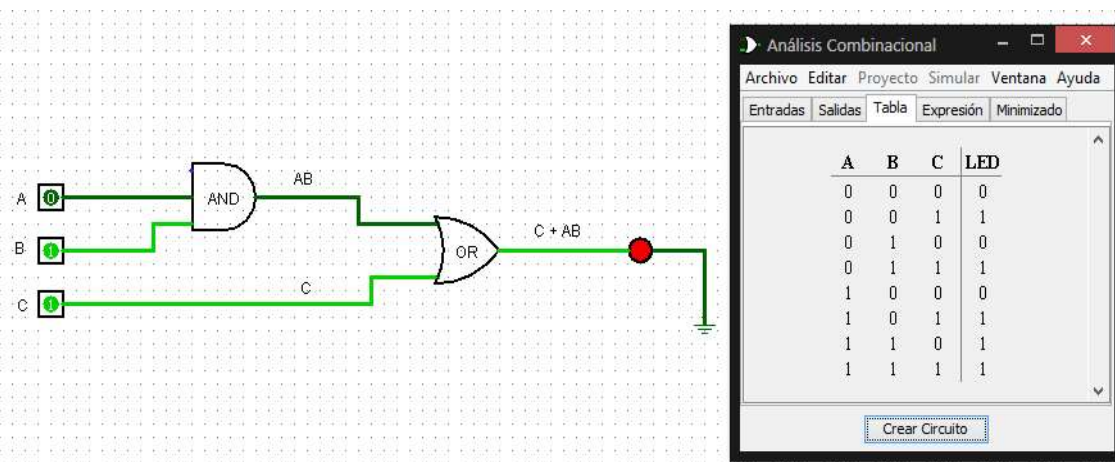 A 0
AND
AB
B 1
C + AB
OR
C 1
C
Análisis Combinacional
Archivo Editar Proyecto Simular Ventana Ayuda
Entradas Salidas Tabla Expresión Minimizado
A B C LED
0 0 0 0
0 0 1 1
0 1 0 0
0 1 1 1
1 0 0 0
1 0 1 1
1 1 0 1
1 1 1 1
Crear Circuito